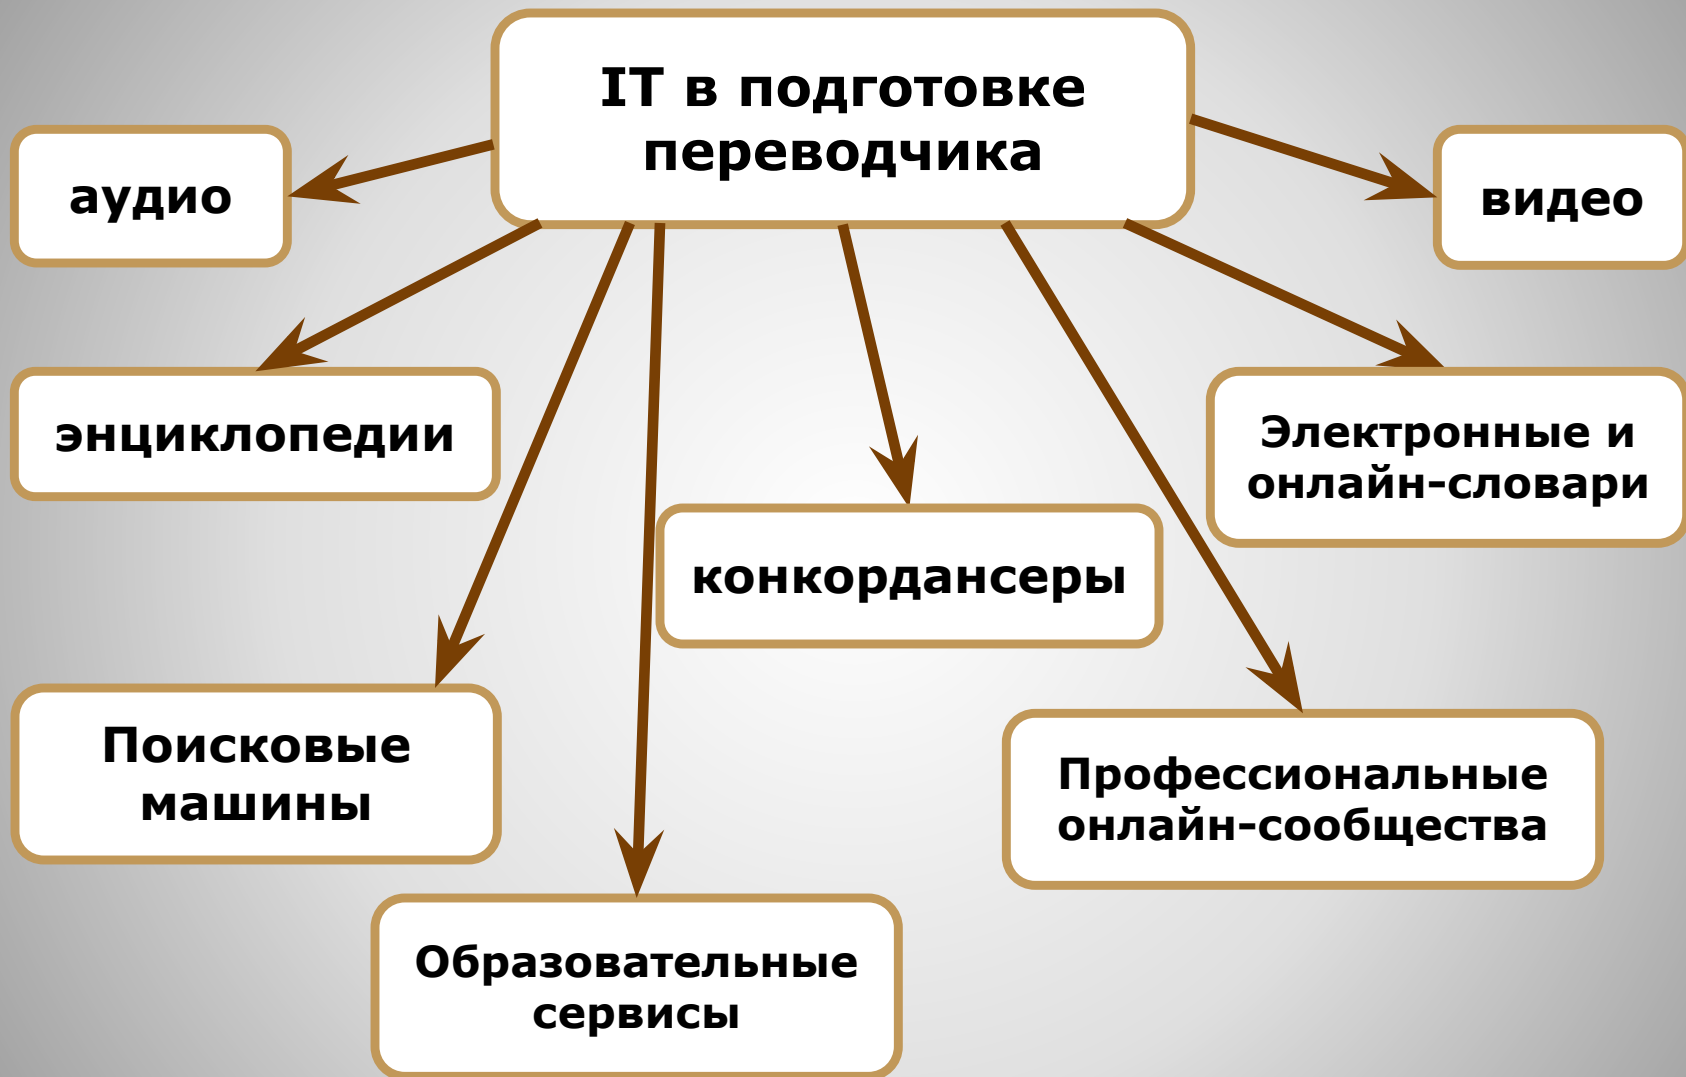 IT в подготовке
переводчика
аудио
видео
энциклопедии
Электронные и
онлайн-словари
конкордансеры
Поисковые
машины
Профессиональные
онлайн-сообщества
Образовательные
сервисы